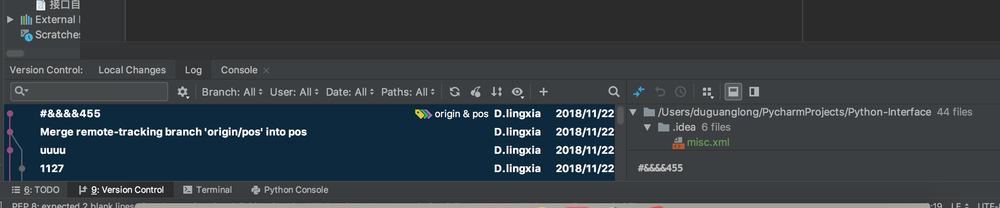 接口自
External
Scratches
Version Control: Local Changes Log Console
Branch: All User: All Date: All Paths: All
#&&&&455 origin & pos D.lingxia 2018/11/22
Merge remote-tracking branch 'origin/pos' into pos D.lingxia 2018/11/22
uuuu D.lingxia 2018/11/22
1127 D.lingxia 2018/11/22
/Users/duguanglong/PycharmProjects/Python-Interface 44 files
.idea 6 files
misc.xml
#&&&&455
6: TODO 9: Version Control Terminal Python Console
PEP 8: expected 2 blank lines, :19 LF UTF-8